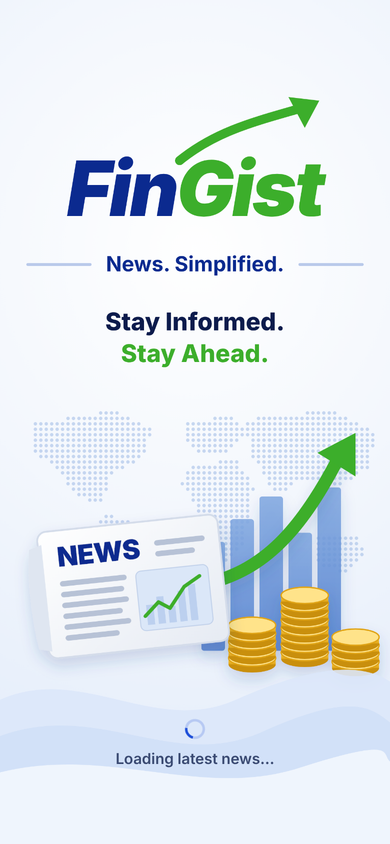 FinGist
News. Simplified.
Stay Informed.
Stay Ahead.
NEWS
Loading latest news...